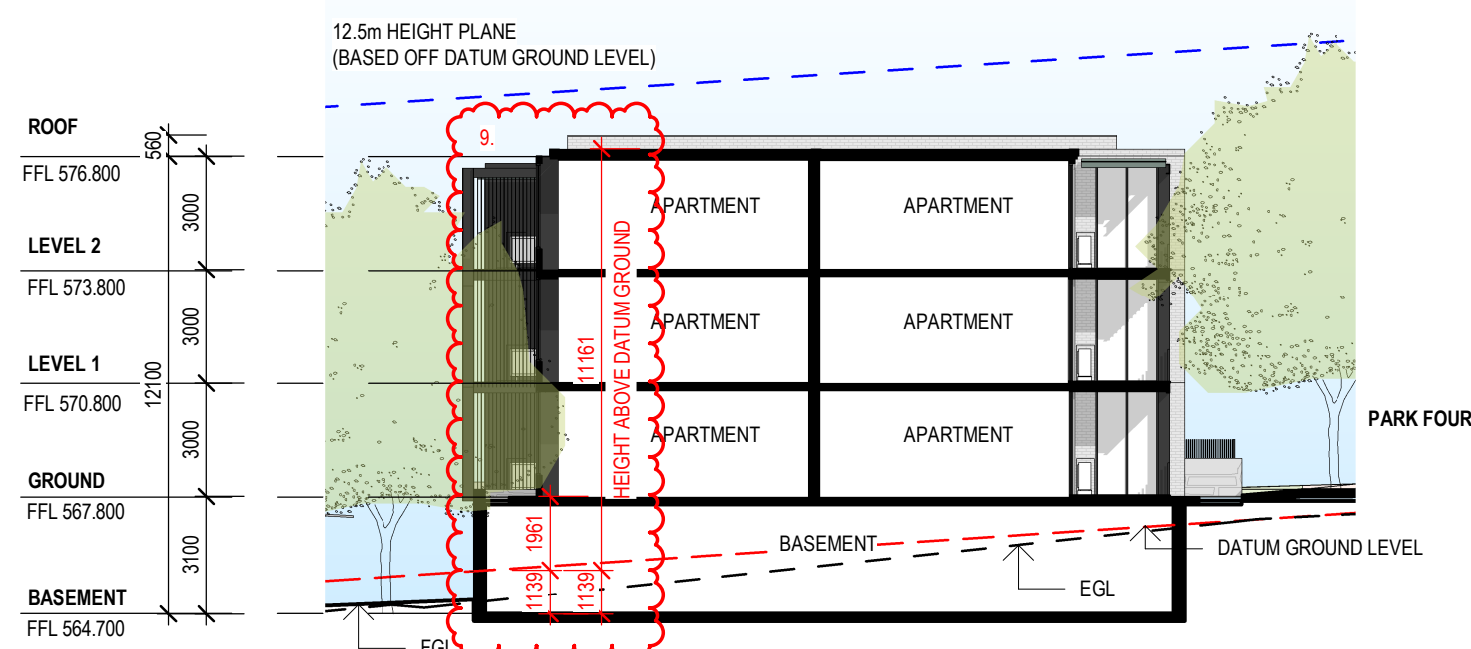 12.5m HEIGHT PLANE
(BASED OFF DATUM GROUND LEVEL)
ROOF
FFL 576.800
560
9.
3000
APARTMENT
APARTMENT
LEVEL 2
FFL 573.800
3000
12100
APARTMENT
APARTMENT
LEVEL 1
FFL 570.800
3000
11161
HEIGHT ABOVE DATUM GROUND
APARTMENT
APARTMENT
PARK FOUR
GROUND
FFL 567.800
3100
1961
1139
1139
BASEMENT
DATUM GROUND LEVEL
EGL
BASEMENT
FFL 564.700
EGL